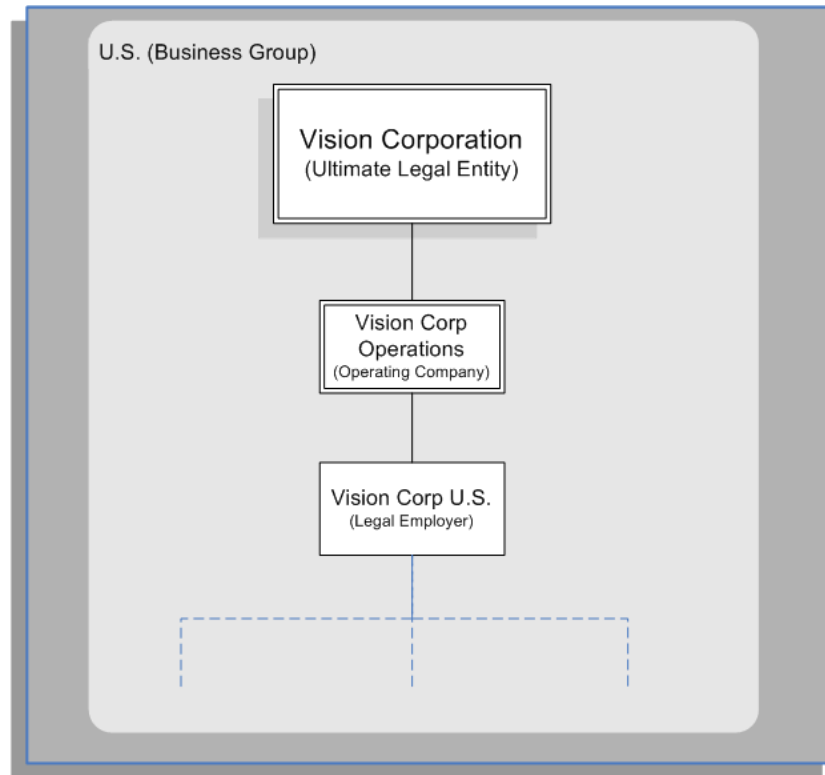 U.S. (Business Group)
Vision Corporation
(Ultimate Legal Entity)
Vision Corp
Operations
(Operating Company)
Vision Corp U.S.
(Legal Employer)